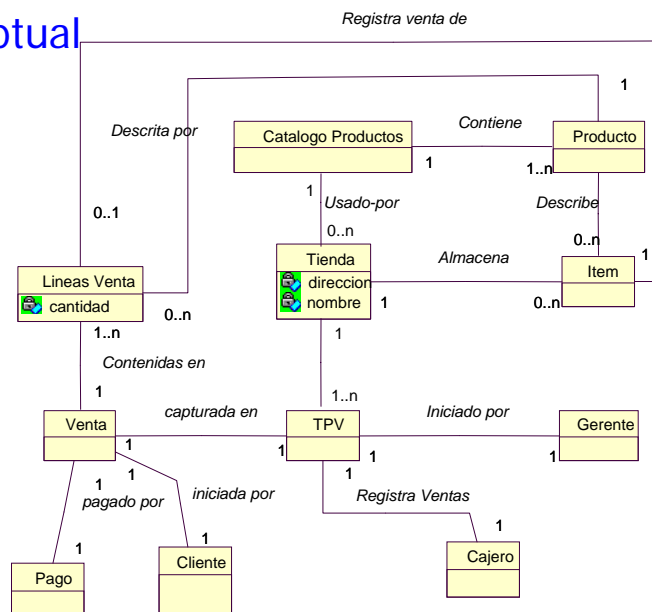 Registra venta de
ptual
1
Descrita por
Catalogo Productos
Contiene
Producto
1
1..n
1
Usado-por
Describe
0..1
0..n
0..n
Tienda
Almacena
1
Lineas Venta
direccion
Item
cantidad
nombre
1
0..n
0..n
1..n
1
Contenidas en
1
1..n
capturada en
Iniciado por
Venta
TPV
Gerente
1
1
1
1
1
1
1
pagado por
iniciada por
Registra Ventas
1
1
1
Cliente
Cajero
Pago